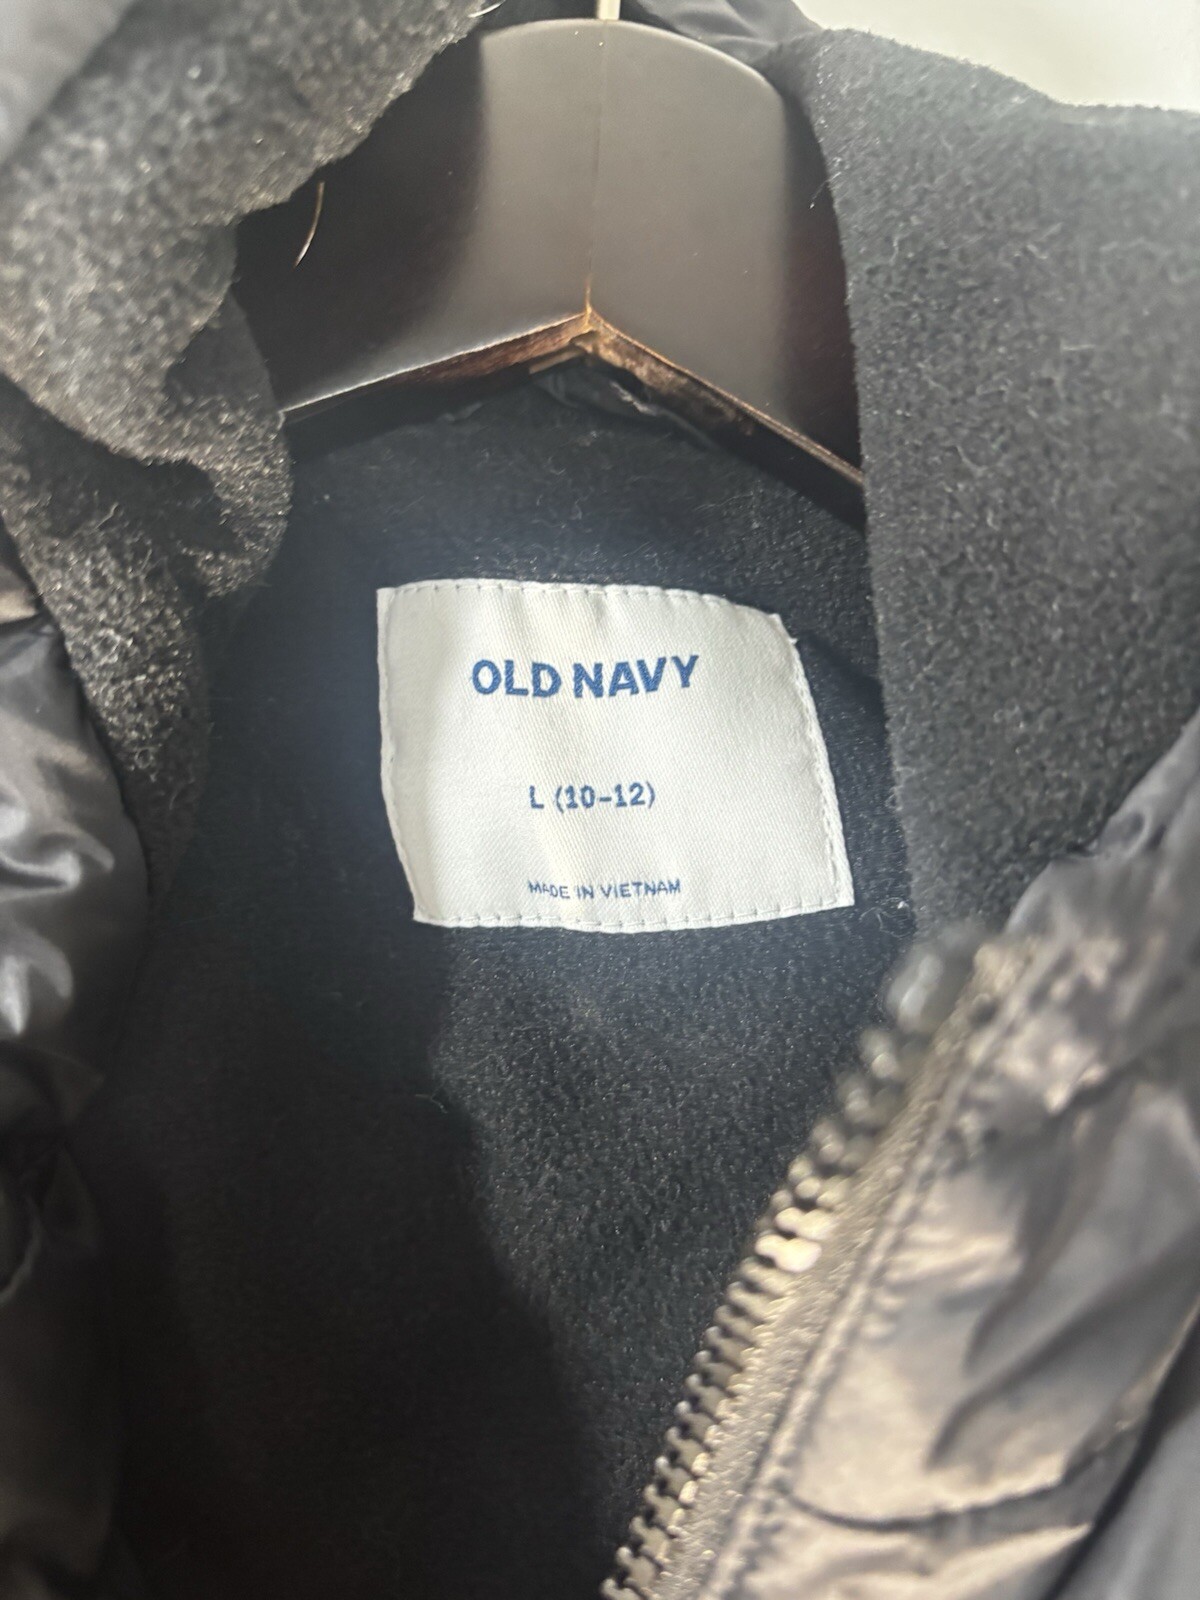 OLD NAVY
L (10-12)
MADE IN VIETNAM